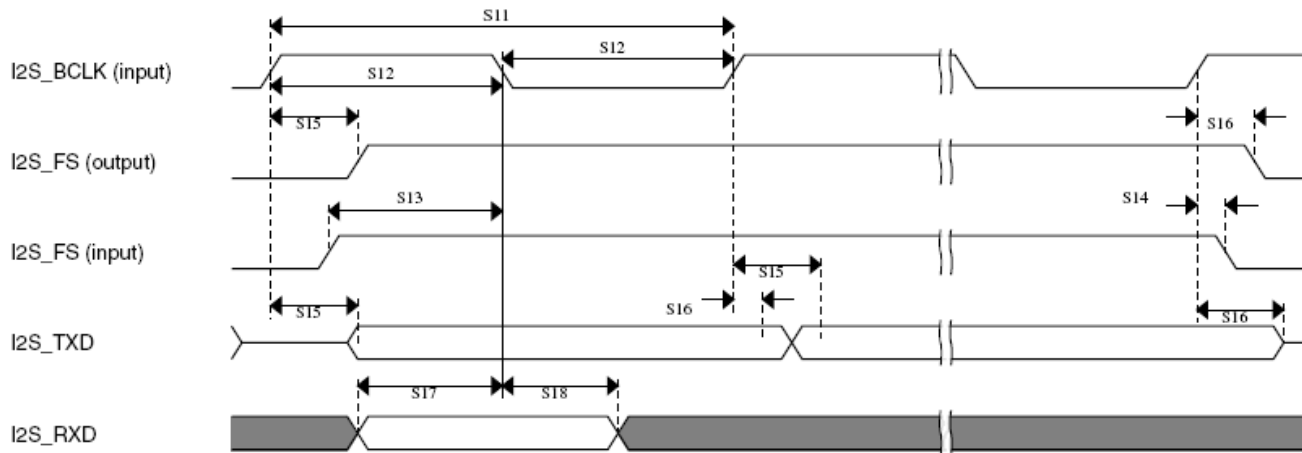 S11
I2S_BCLK (input)
S12
S12
S15
S16
I2S_FS (output)
S13
S14
I2S_FS (input)
S15
S15
S16
S16
I2S_TXD
S17
S18
I2S_RXD